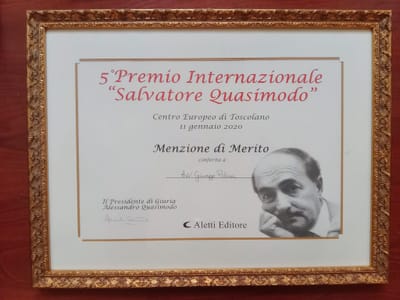 5° Premio Internazionale
“Salvatore Quasimodo”
Centro Europeo di Toscolano
11 gennaio 2020
Menzione di Merito
conferita a
Il Presidente di Giuria
Alessandro Quasimodo
Aletti Editore